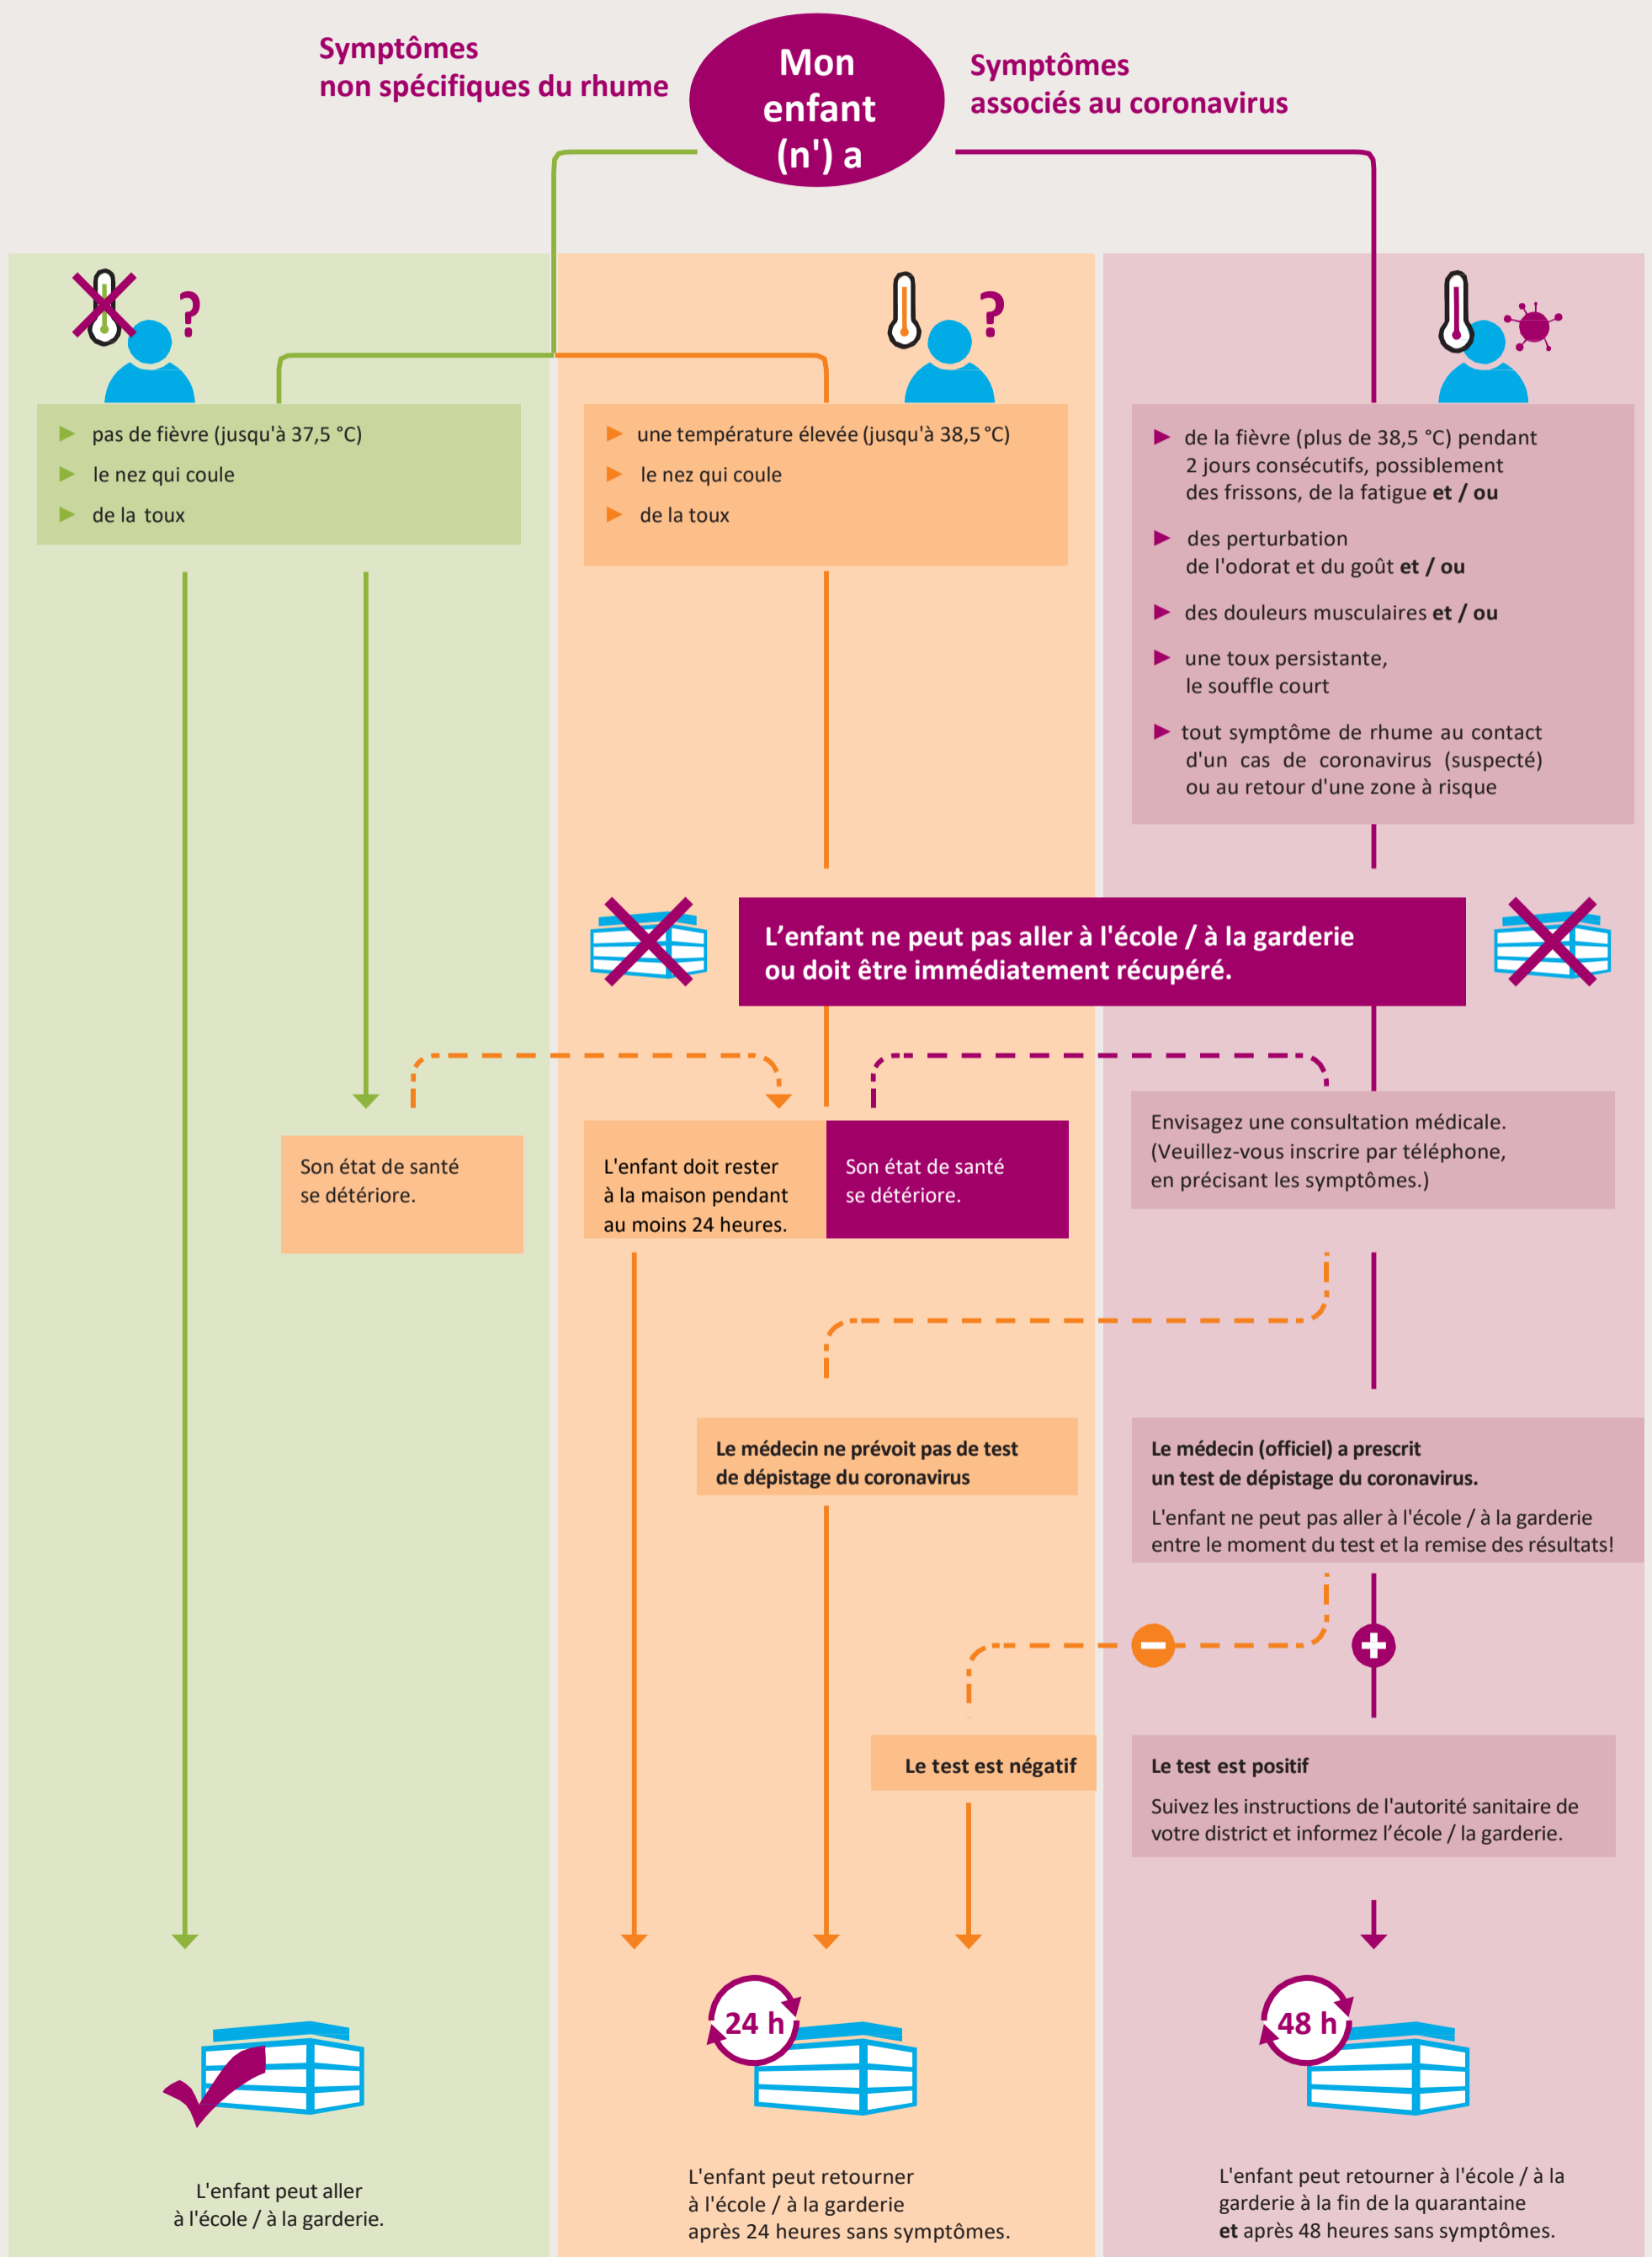 Symptômes
non spécifiques du rhume
Mon
enfant
(n') a
Symptômes
associés au coronavirus
?
?
pas de fièvre (jusqu'à 37,5 °C)
le nez qui coule
de la toux
une température élevée (jusqu'à 38,5 °C)
le nez qui coule
de la toux
de la fièvre (plus de 38,5 °C) pendant
2 jours consécutifs, possiblement
des frissons, de la fatigue et / ou
des perturbation
de l'odorat et du goût et / ou
des douleurs musculaires et / ou
une toux persistante,
le souffle court
tout symptôme de rhume au contact
d'un cas de coronavirus (suspecté)
ou au retour d'une zone à risque
L’enfant ne peut pas aller à l'école / à la garderie
ou doit être immédiatement récupéré.
Son état de santé
se détériore.
L'enfant doit rester
à la maison pendant
au moins 24 heures.
Son état de santé
se détériore.
Envisagez une consultation médicale.
(Veuillez-vous inscrire par téléphone,
en précisant les symptômes.)
Le médecin ne prévoit pas de test
de dépistage du coronavirus
Le médecin (officiel) a prescrit
un test de dépistage du coronavirus.
L'enfant ne peut pas aller à l'école / à la garderie
entre le moment du test et la remise des résultats!
Le test est négatif
Le test est positif
Suivez les instructions de l'autorité sanitaire de
votre district et informez l’école / la garderie.
24 h
48 h
L'enfant peut aller
à l'école / à la garderie.
L'enfant peut retourner
à l'école / à la garderie
après 24 heures sans symptômes.
L'enfant peut retourner à l'école / à la
garderie à la fin de la quarantaine
et après 48 heures sans symptômes.